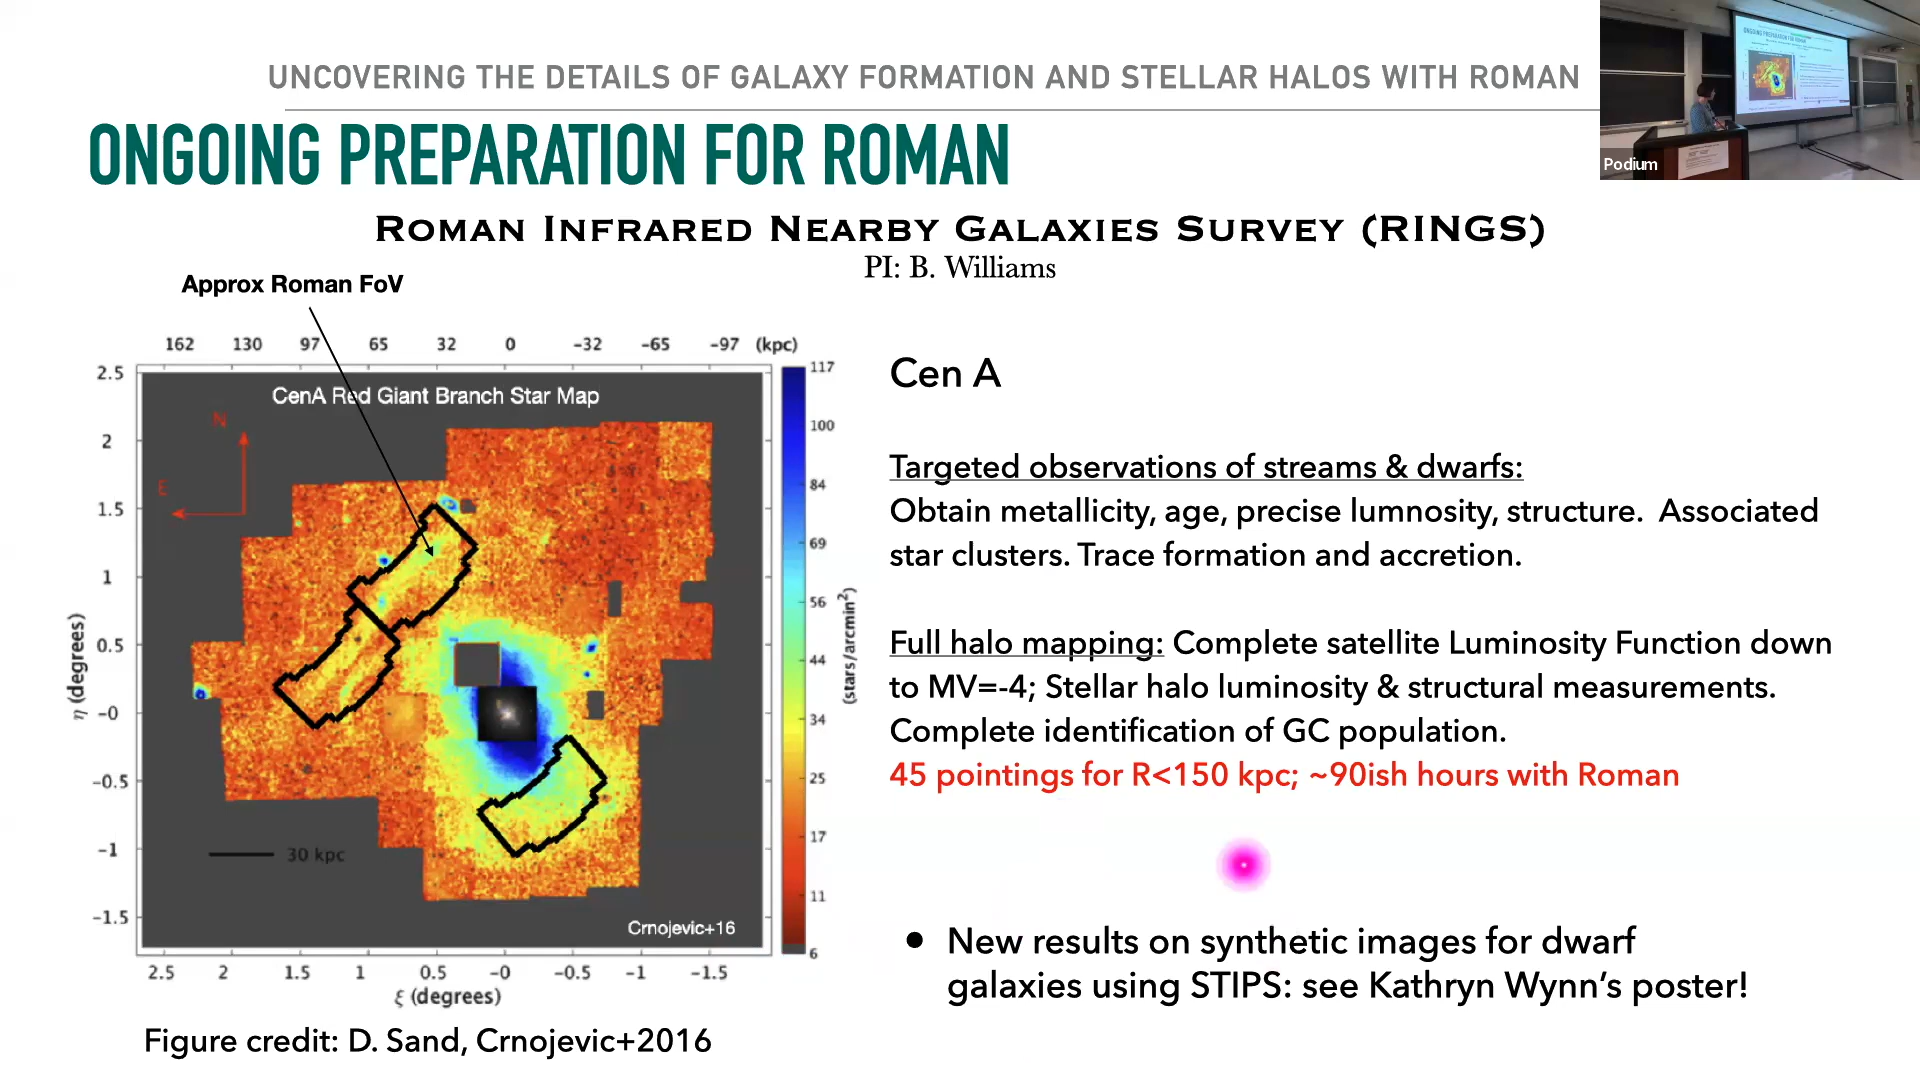 UNCOVERING THE DETAILS OF GALAXY FORMATION AND STELLAR HALOS WITH ROMAN
ONGOING PREPARATION FOR ROMAN
ROMAN INFRARED NEARBY GALAXIES SURVEY (RINGS)
PI: B. Williams
Podium
Approx Roman FoV
162 130 97 65 32 0 -32 -65 -97 (kpc)
CenA Red Giant Branch Star Map
N
E
2.5
2
1.5
1
0.5
-0
-0.5
-1
-1.5
η (degrees)
30 kpc
Crnojevic+16
2.5 2 1.5 1 0.5 -0 -0.5 -1 -1.5
ξ (degrees)
117
100
84
69
56
44
34
25
17
11
6
(stars/arcmin²)
Figure credit: D. Sand, Crnojevic+2016
Cen A
Targeted observations of streams & dwarfs:
Obtain metallicity, age, precise lumnosity, structure. Associated
star clusters. Trace formation and accretion.
Full halo mapping: Complete satellite Luminosity Function down
to MV=-4; Stellar halo luminosity & structural measurements.
Complete identification of GC population.
45 pointings for R<150 kpc; ~90ish hours with Roman
• New results on synthetic images for dwarf
galaxies using STIPS: see Kathryn Wynn's poster!